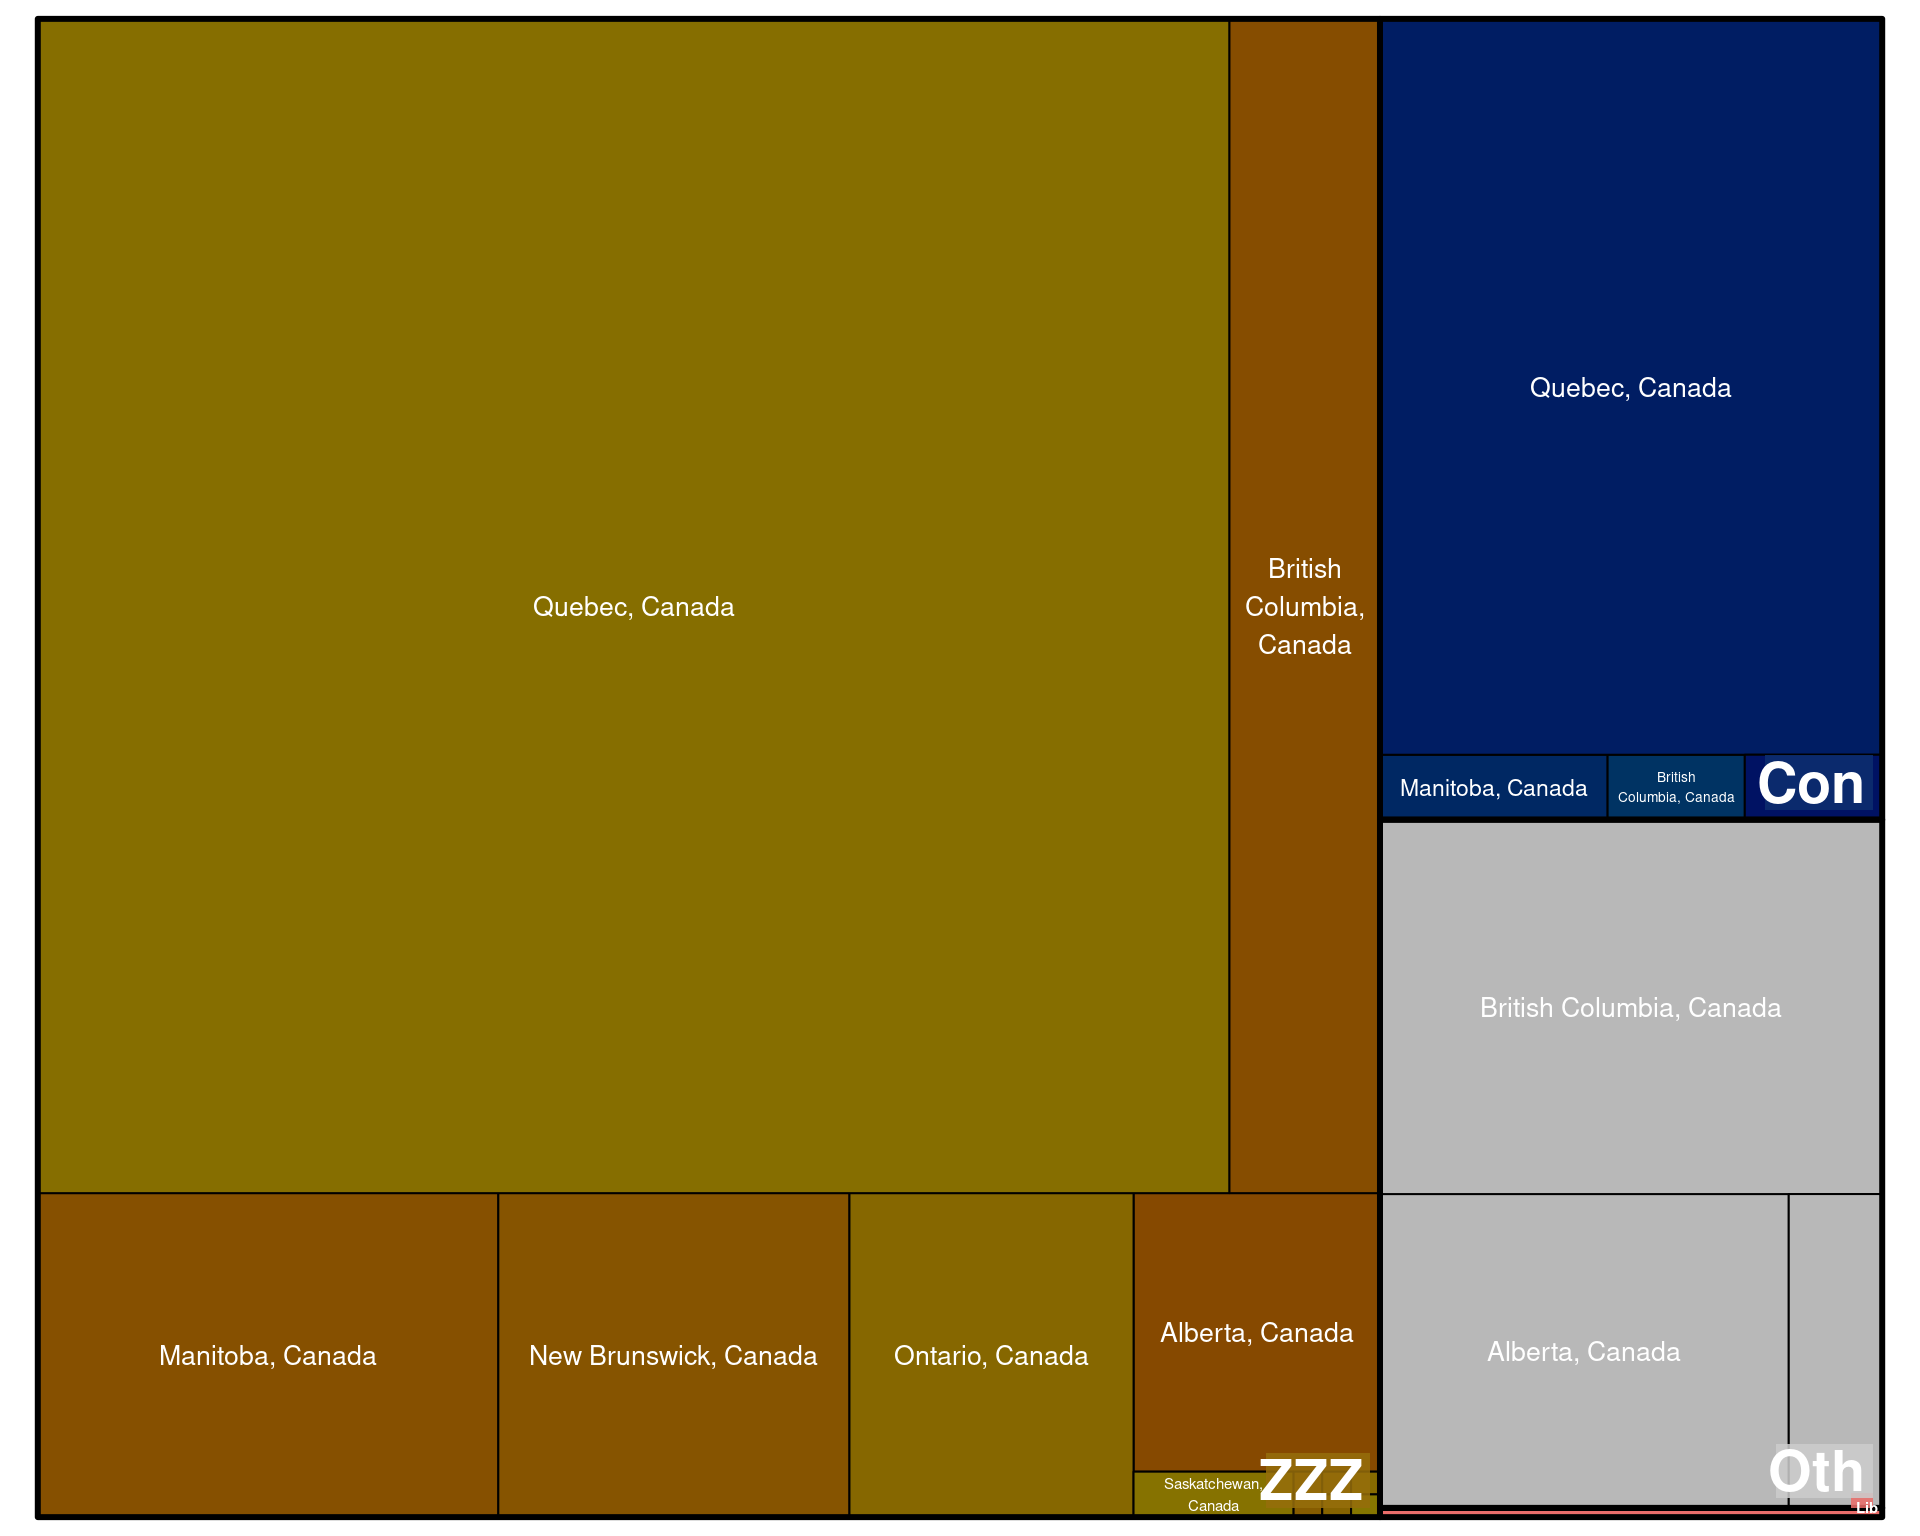 Quebec, Canada
British
Columbia,
Canada
Manitoba, Canada
New Brunswick, Canada
Ontario, Canada
Alberta, Canada
Saskatchewan,
Canada
ZZZ
Quebec, Canada
Manitoba, Canada
British
Columbia, Canada
Con
British Columbia, Canada
Alberta, Canada
Oth
Lib